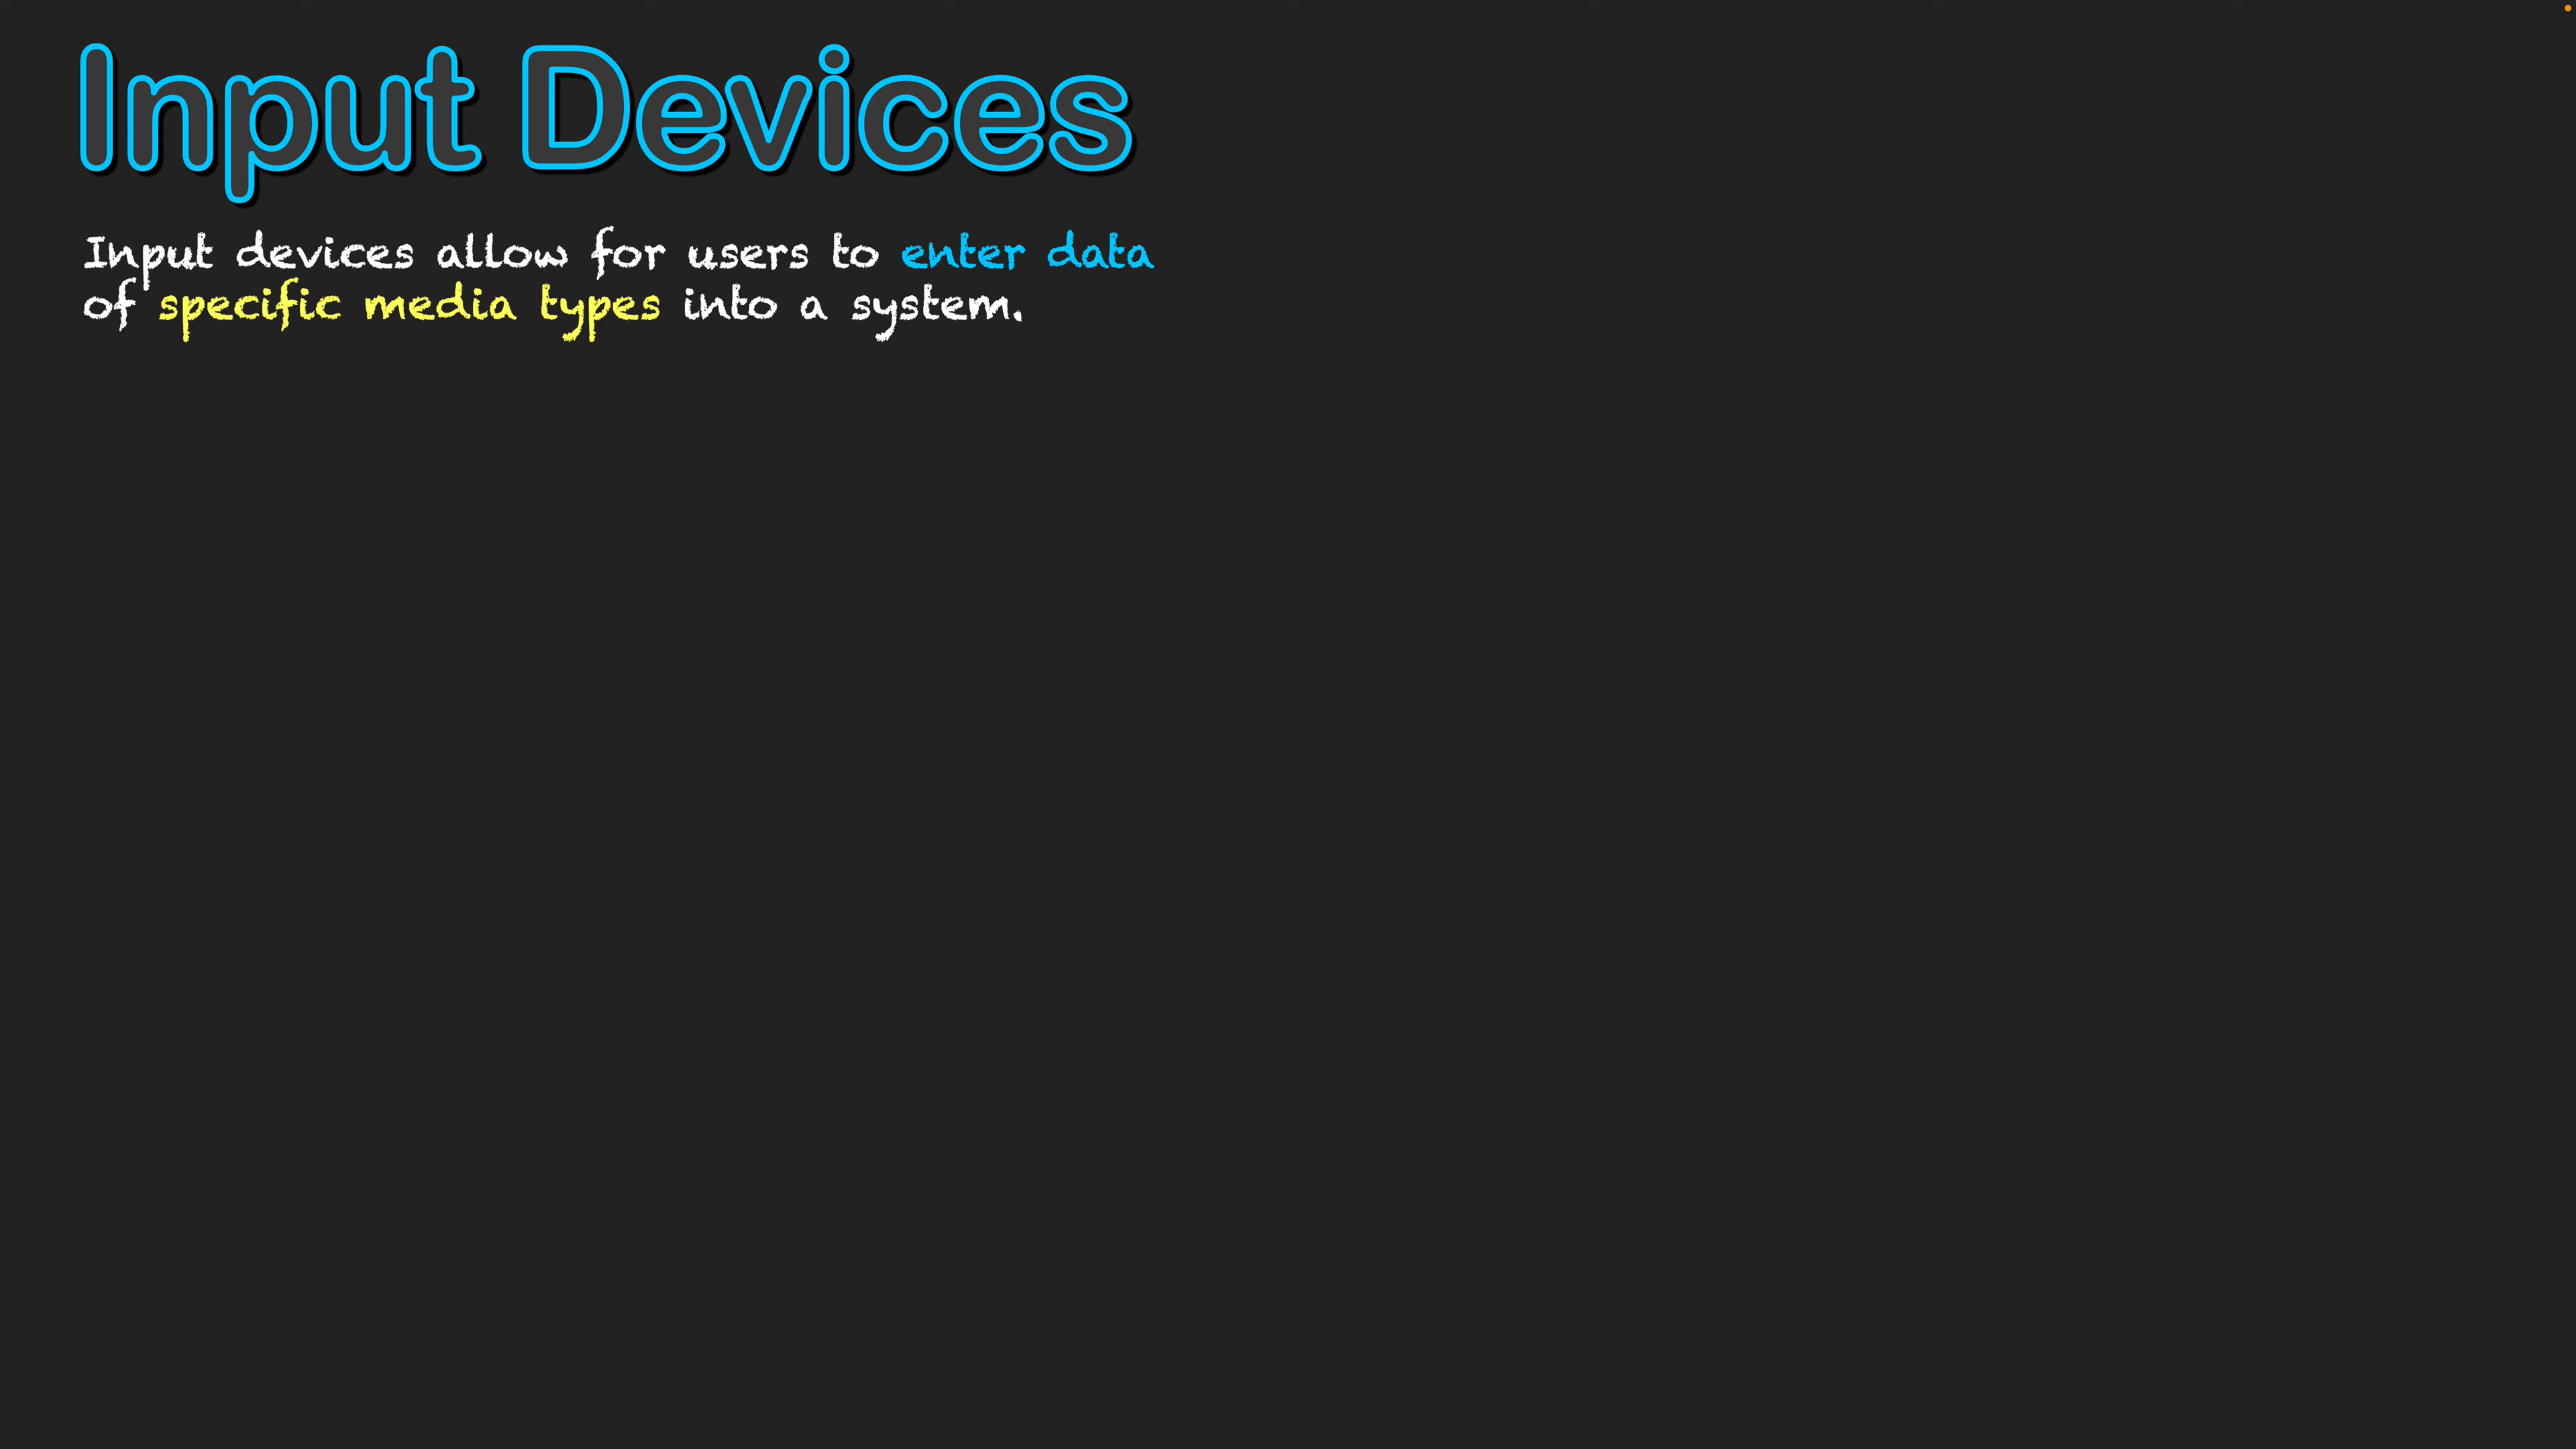 Input Devices
Input devices allow for users to enter data
of specific media types into a system.